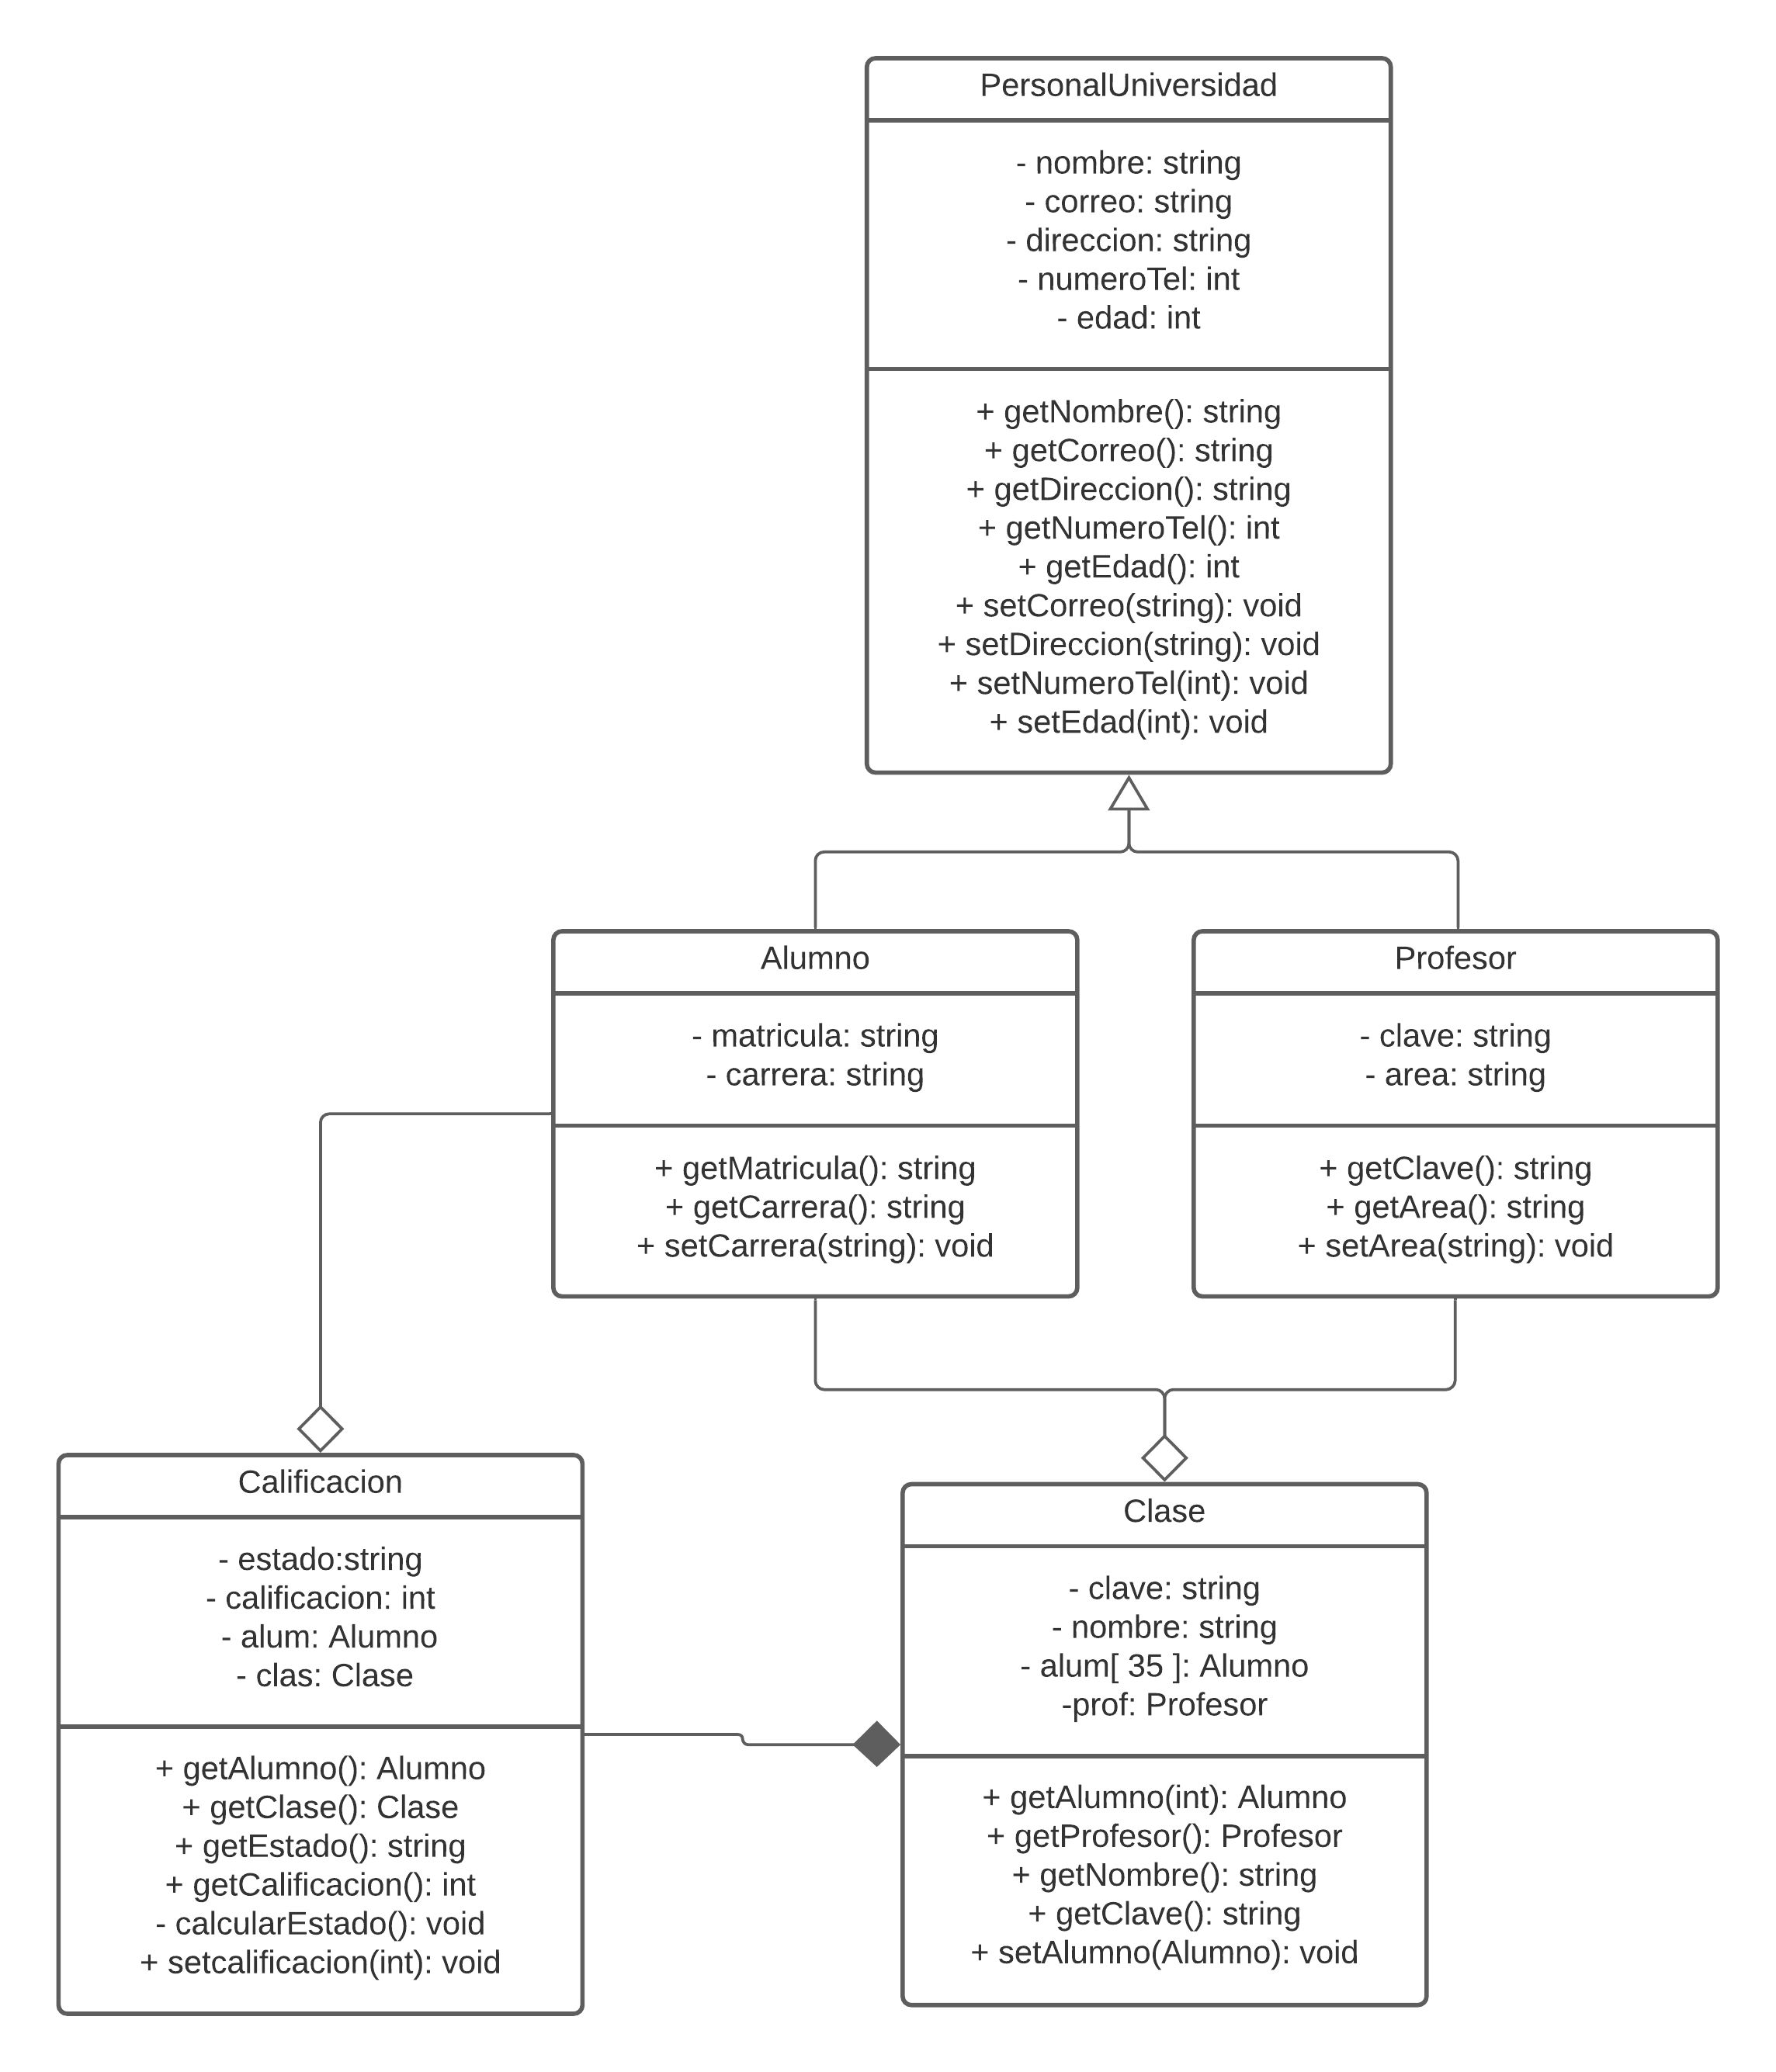 PersonalUniversidad
- nombre: string
- correo: string
- direccion: string
- numeroTel: int
- edad: int
+ getNombre(): string
+ getCorreo(): string
+ getDireccion(): string
+ getNumeroTel(): int
+ getEdad(): int
+ setCorreo(string): void
+ setDireccion(string): void
+ setNumeroTel(int): void
+ setEdad(int): void
Alumno
- matricula: string
- carrera: string
+ getMatricula(): string
+ getCarrera(): string
+ setCarrera(string): void
Profesor
- clave: string
- area: string
+ getClave(): string
+ getArea(): string
+ setArea(string): void
Calificacion
- estado:string
- calificacion: int
- alum: Alumno
- clas: Clase
+ getAlumno(): Alumno
+ getClase(): Clase
+ getEstado(): string
+ getCalificacion(): int
- calcularEstado(): void
+ setcalificacion(int): void
Clase
- clave: string
- nombre: string
- alum[ 35 ]: Alumno
-prof: Profesor
+ getAlumno(int): Alumno
+ getProfesor(): Profesor
+ getNombre(): string
+ getClave(): string
+ setAlumno(Alumno): void